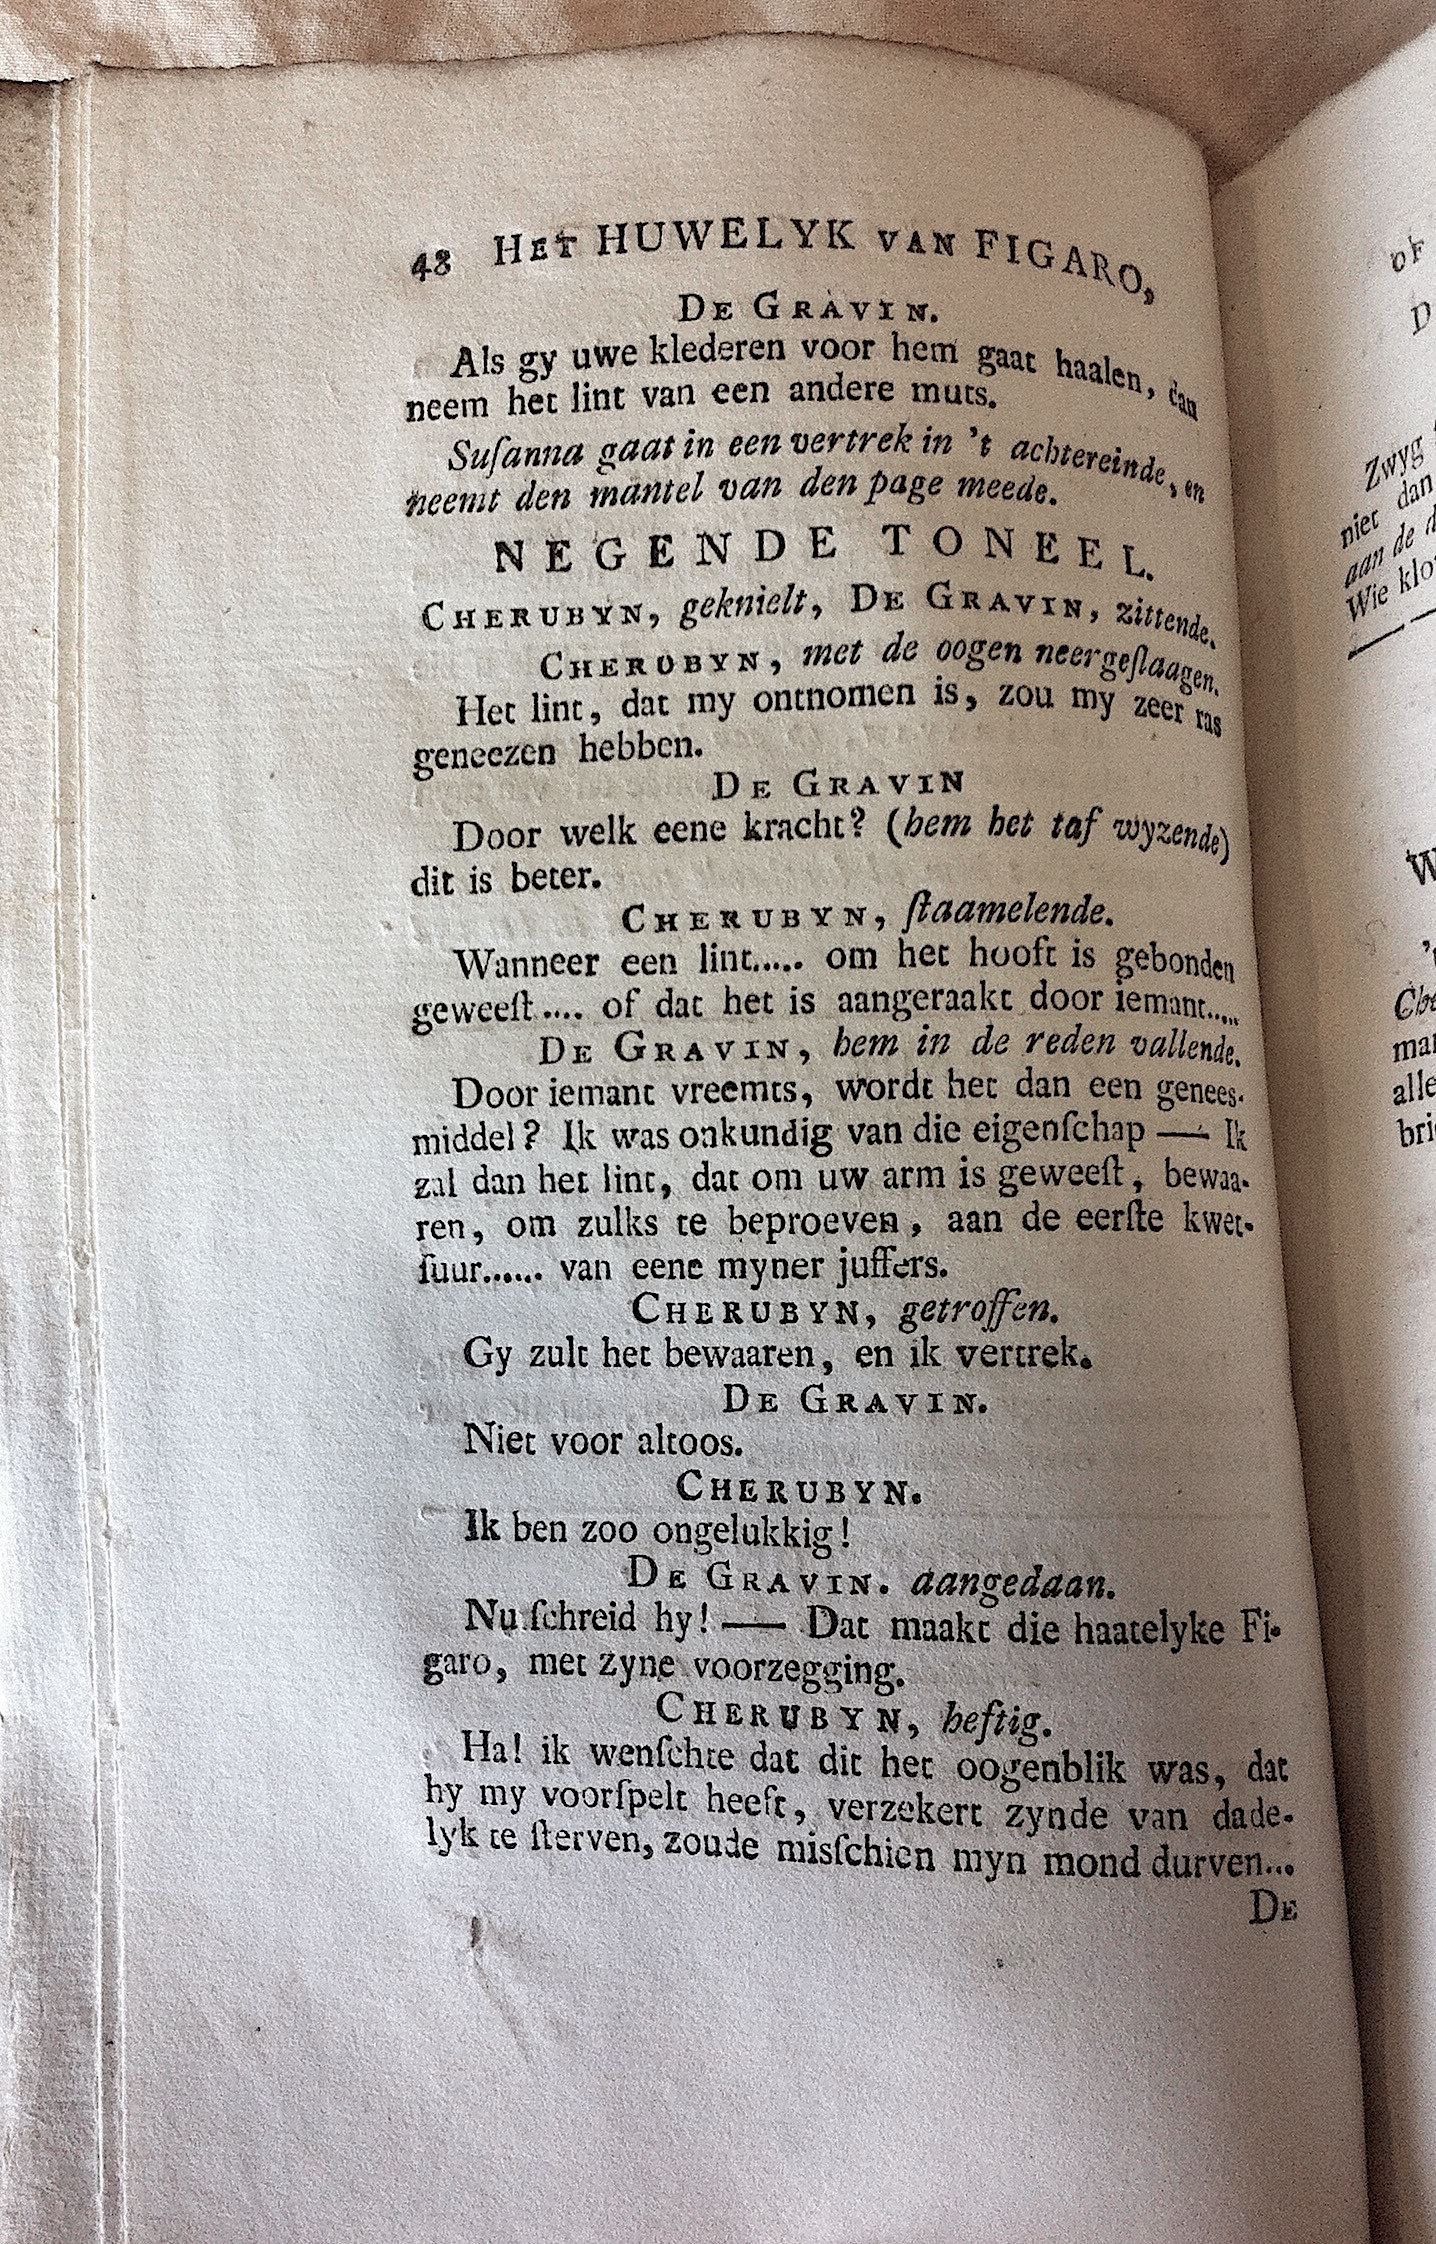 48 HET HUWELYK VAN FIGARO,
DE GRAVIN.
Als gy uwe klederen voor hem gaat haalen, dan
neem het lint van een andere muts.
Suſanna gaat in een vertrek in 't achtereinde, en
neemt den mantel van den page meede.
NEGENDE TONEEL.
CHERUBYN, geknielt, DE GRAVIN, zittende.
CHERUBYN, met de oogen neergeſlaagen.
Het lint, dat my ontnomen is, zou my zeer ras
geneezen hebben.
DE GRAVIN
Door welk eene kracht? (hem het taf wyzende)
dit is beter.
CHERUBYN, ſtaamelende.
Wanneer een lint..... om het hooft is gebonden
geweeſt.... of dat het is aangeraakt door iemant.....
DE GRAVIN, hem in de reden vallende.
Door iemant vreemts, wordt het dan een genees-
middel? Ik was onkundig van die eigenſchap — Ik
zal dan het lint, dat om uw arm is geweeſt, bewaa-
ren, om zulks te beproeven, aan de eerſte kwet-
ſuur...... van eene myner juffers.
CHERUBYN, getroffen.
Gy zult het bewaaren, en ik vertrek.
DE GRAVIN.
Niet voor altoos.
CHERUBYN.
Ik ben zoo ongelukkig!
DE GRAVIN. aangedaan.
Nu ſchreid hy! — Dat maakt die haatelyke Fi-
garo, met zyne voorzegging.
CHERUBYN, heftig.
Ha! ik wenſchte dat dit het oogenblik was, dat
hy my voorſpelt heeft, verzekert zynde van dade-
lyk te ſterven, zoude misſchien myn mond durven...
DE
OF
D
Zwyg
niet dan
aan de d
Wie klo
W
'
Che
ma
alle
bri